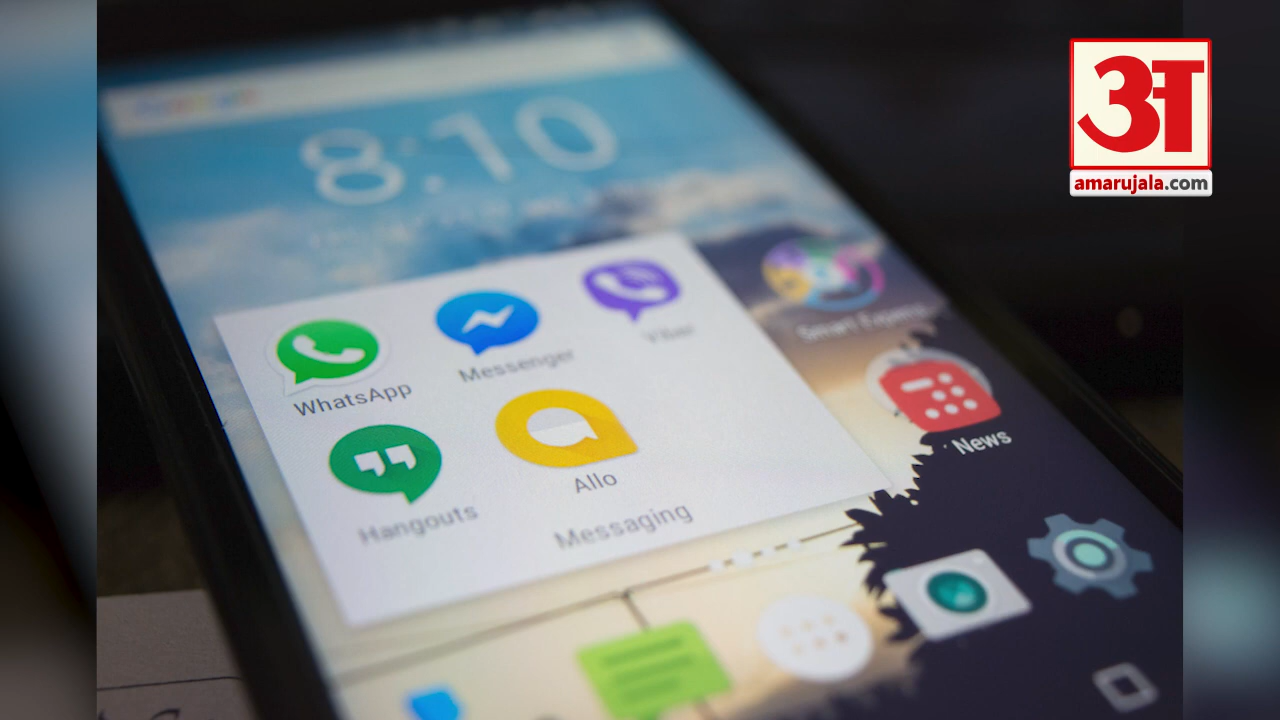 8:10
अ
amarujala.com
WhatsApp
Messenger
Viber
Hangouts
Allo
News
Messaging